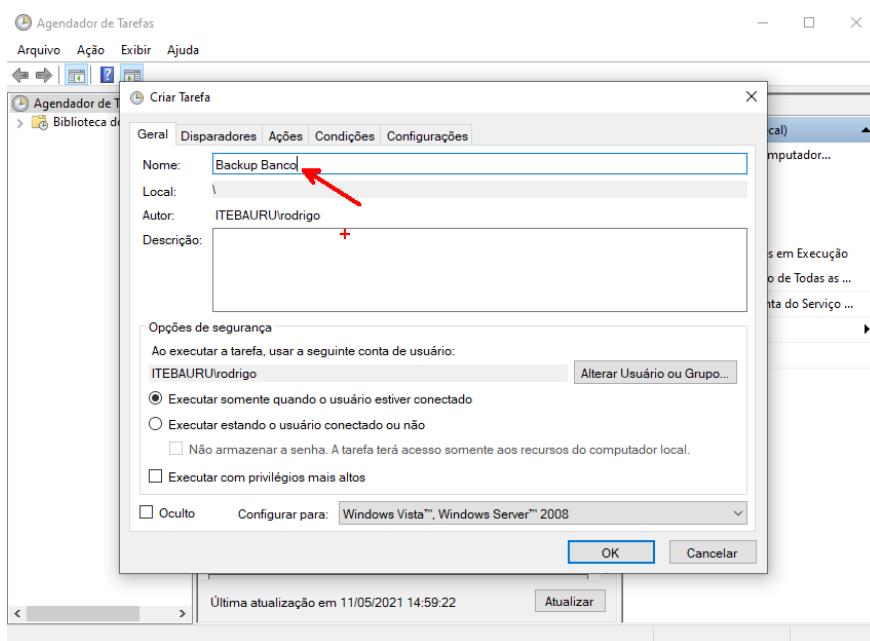 Agendador de Tarefas
Arquivo Ação Exibir Ajuda
Agendador de T
Biblioteca d
Criar Tarefa
Geral Disparadores Ações Condições Configurações
Nome: Backup Banco
Local: \
Autor: ITEBAURU\rodrigo
Descrição:
Opções de segurança
Ao executar a tarefa, usar a seguinte conta de usuário:
ITEBAURU\rodrigo Alterar Usuário ou Grupo...
Executar somente quando o usuário estiver conectado
Executar estando o usuário conectado ou não
Não armazenar a senha. A tarefa terá acesso somente aos recursos do computador local.
Executar com privilégios mais altos
Oculto Configurar para: Windows Vista™, Windows Server™ 2008
OK Cancelar
cal)
mputador...
s em Execução
o de Todas as ...
nta do Serviço ...
Última atualização em 11/05/2021 14:59:22 Atualizar